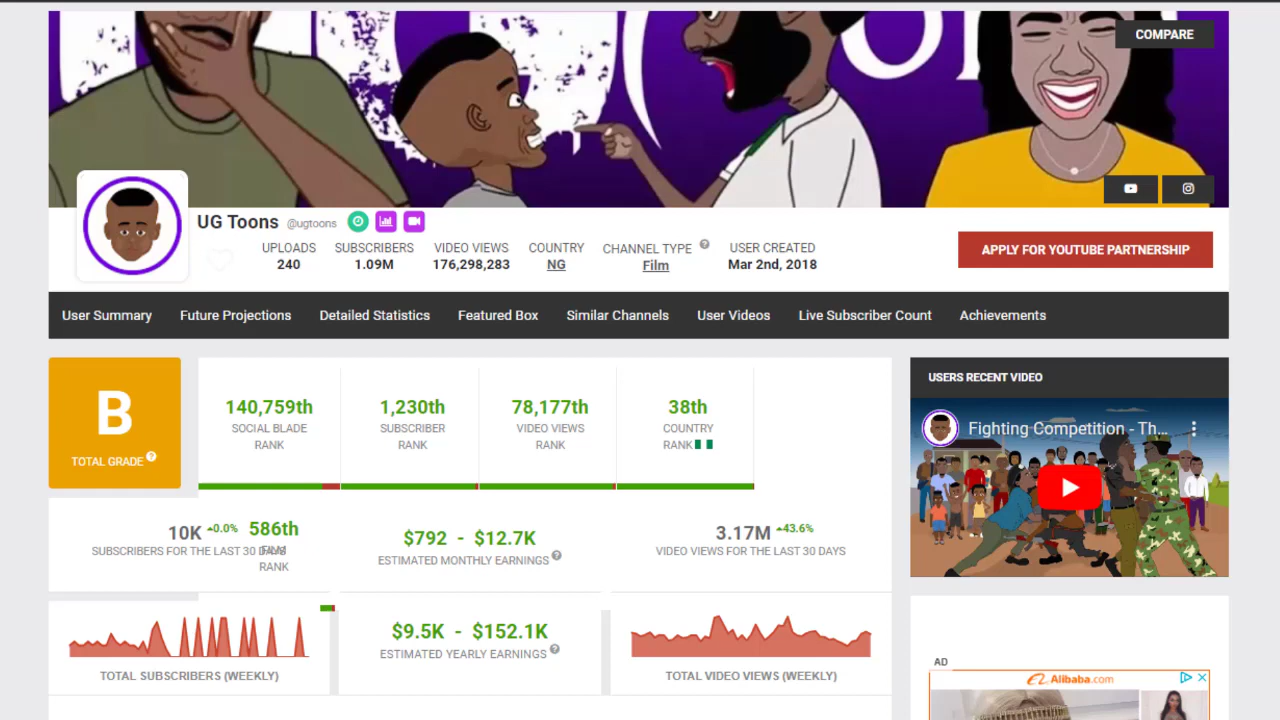 COMPARE
UG Toons @ugtoons
UPLOADS
240
SUBSCRIBERS
1.09M
VIDEO VIEWS
176,298,283
COUNTRY
NG
CHANNEL TYPE
Film
USER CREATED
Mar 2nd, 2018
APPLY FOR YOUTUBE PARTNERSHIP
User Summary Future Projections Detailed Statistics Featured Box Similar Channels User Videos Live Subscriber Count Achievements
B
TOTAL GRADE
140,759th
SOCIAL BLADE
RANK
1,230th
SUBSCRIBER
RANK
78,177th
VIDEO VIEWS
RANK
38th
COUNTRY
RANK
USERS RECENT VIDEO
Fighting Competition - Th...
10K 0.0%
SUBSCRIBERS FOR THE LAST 30 DAYS
586th
FILM
RANK
$792 - $12.7K
ESTIMATED MONTHLY EARNINGS
3.17M 43.6%
VIDEO VIEWS FOR THE LAST 30 DAYS
TOTAL SUBSCRIBERS (WEEKLY)
$9.5K - $152.1K
ESTIMATED YEARLY EARNINGS
TOTAL VIDEO VIEWS (WEEKLY)
AD
Alibaba.com